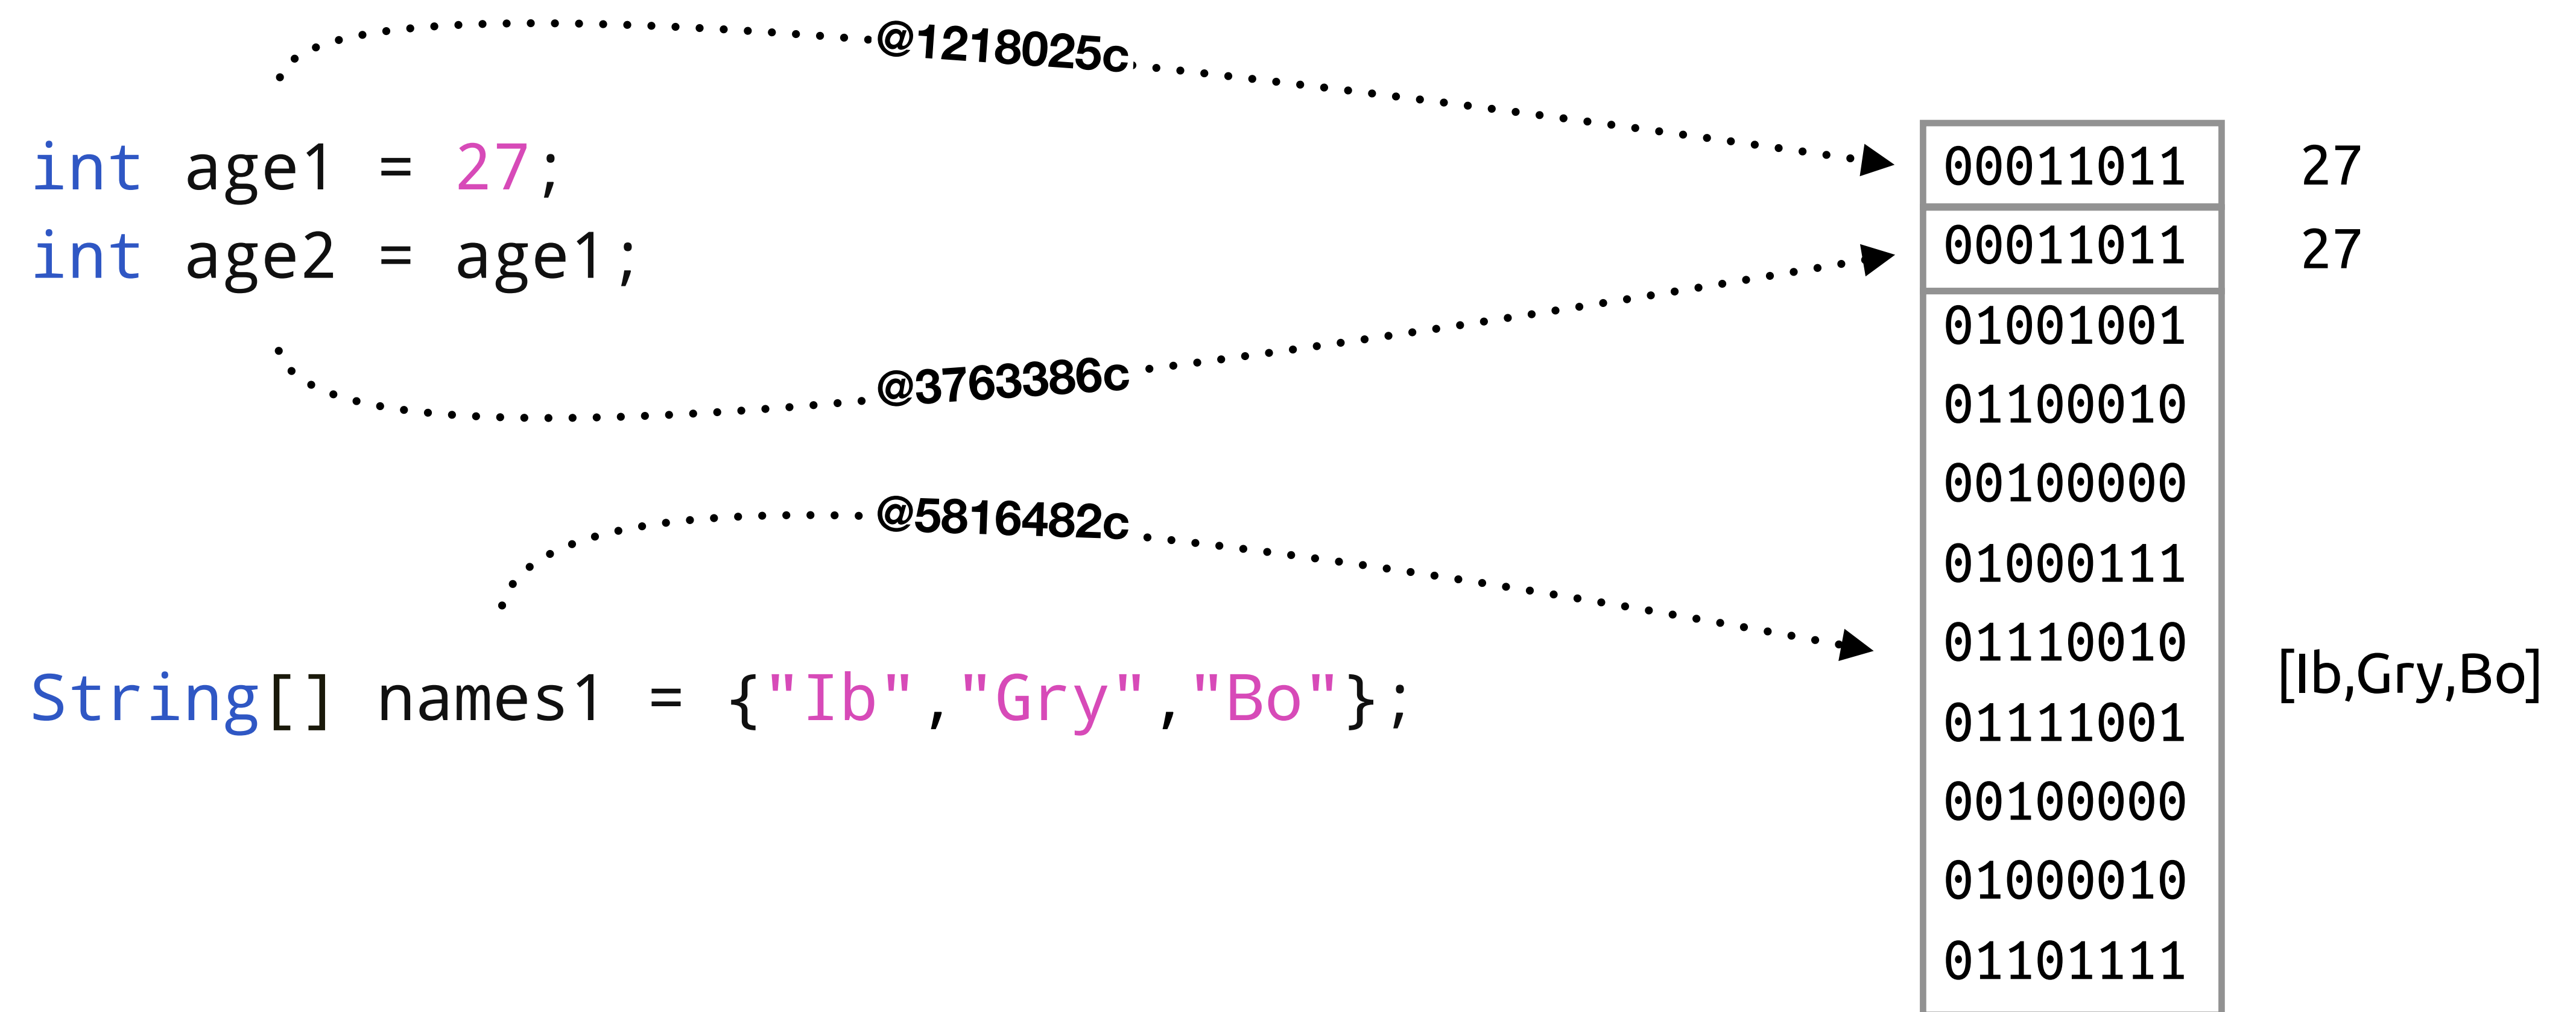 @1218025c
int age1 = 27;
int age2 = age1;
@3763386c
@5816482c
String[] names1 = {"Ib","Gry","Bo"};
00011011 27
00011011 27
01001001
01100010
00100000
01000111
01110010
[Ib,Gry,Bo]
01111001
00100000
01000010
01101111